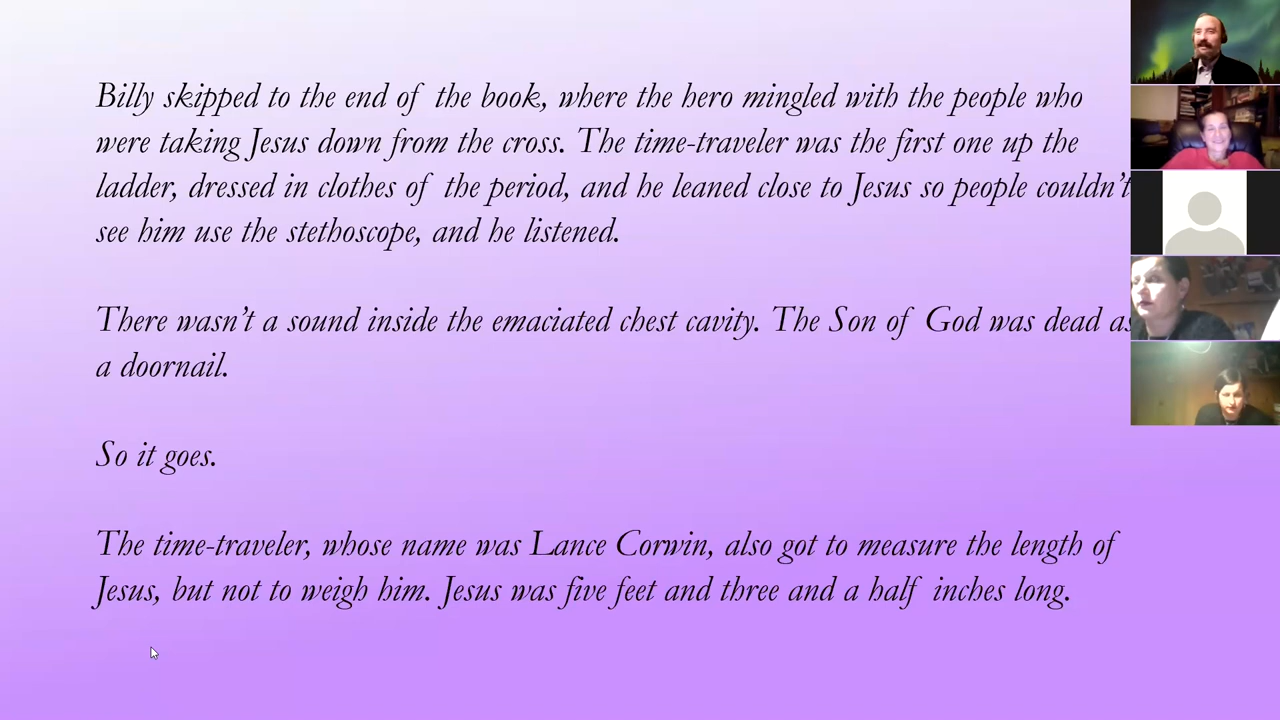 Billy skipped to the end of the book, where the hero mingled with the people who
were taking Jesus down from the cross. The time-traveler was the first one up the
ladder, dressed in clothes of the period, and he leaned close to Jesus so people couldn't
see him use the stethoscope, and he listened.
There wasn't a sound inside the emaciated chest cavity. The Son of God was dead as
a doornail.
So it goes.
The time-traveler, whose name was Lance Corwin, also got to measure the length of
Jesus, but not to weigh him. Jesus was five feet and three and a half inches long.